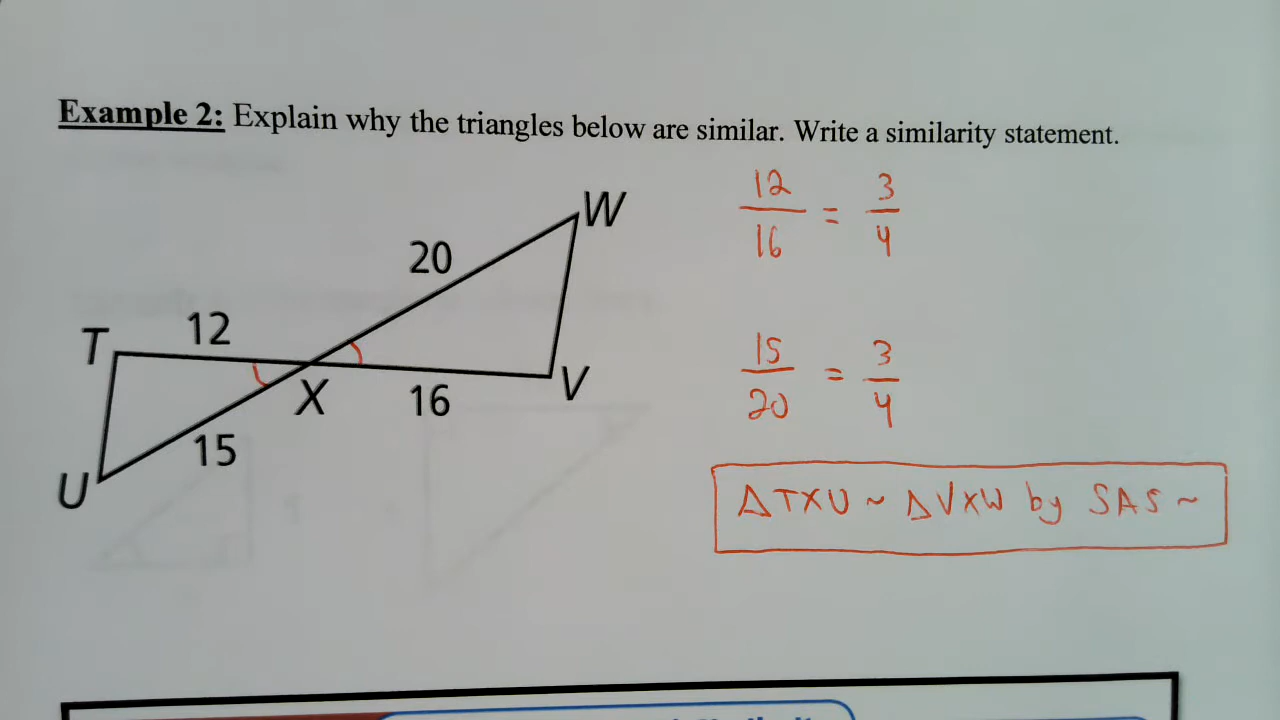 Example 2: Explain why the triangles below are similar. Write a similarity statement.
W
20
T
12
X
16
V
15
U
12/16 = 3/4
15/20 = 3/4
ΔTXU ~ ΔVXW by SAS ~